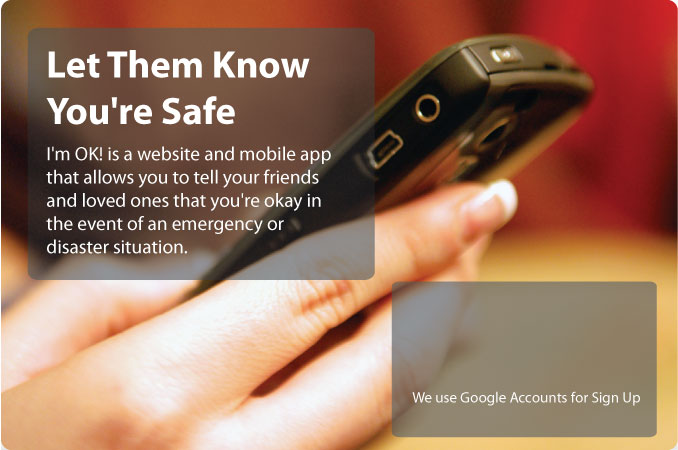 Let Them Know
You're Safe
I'm OK! is a website and mobile app
that allows you to tell your friends
and loved ones that you're okay in
the event of an emergency or
disaster situation.
We use Google Accounts for Sign Up